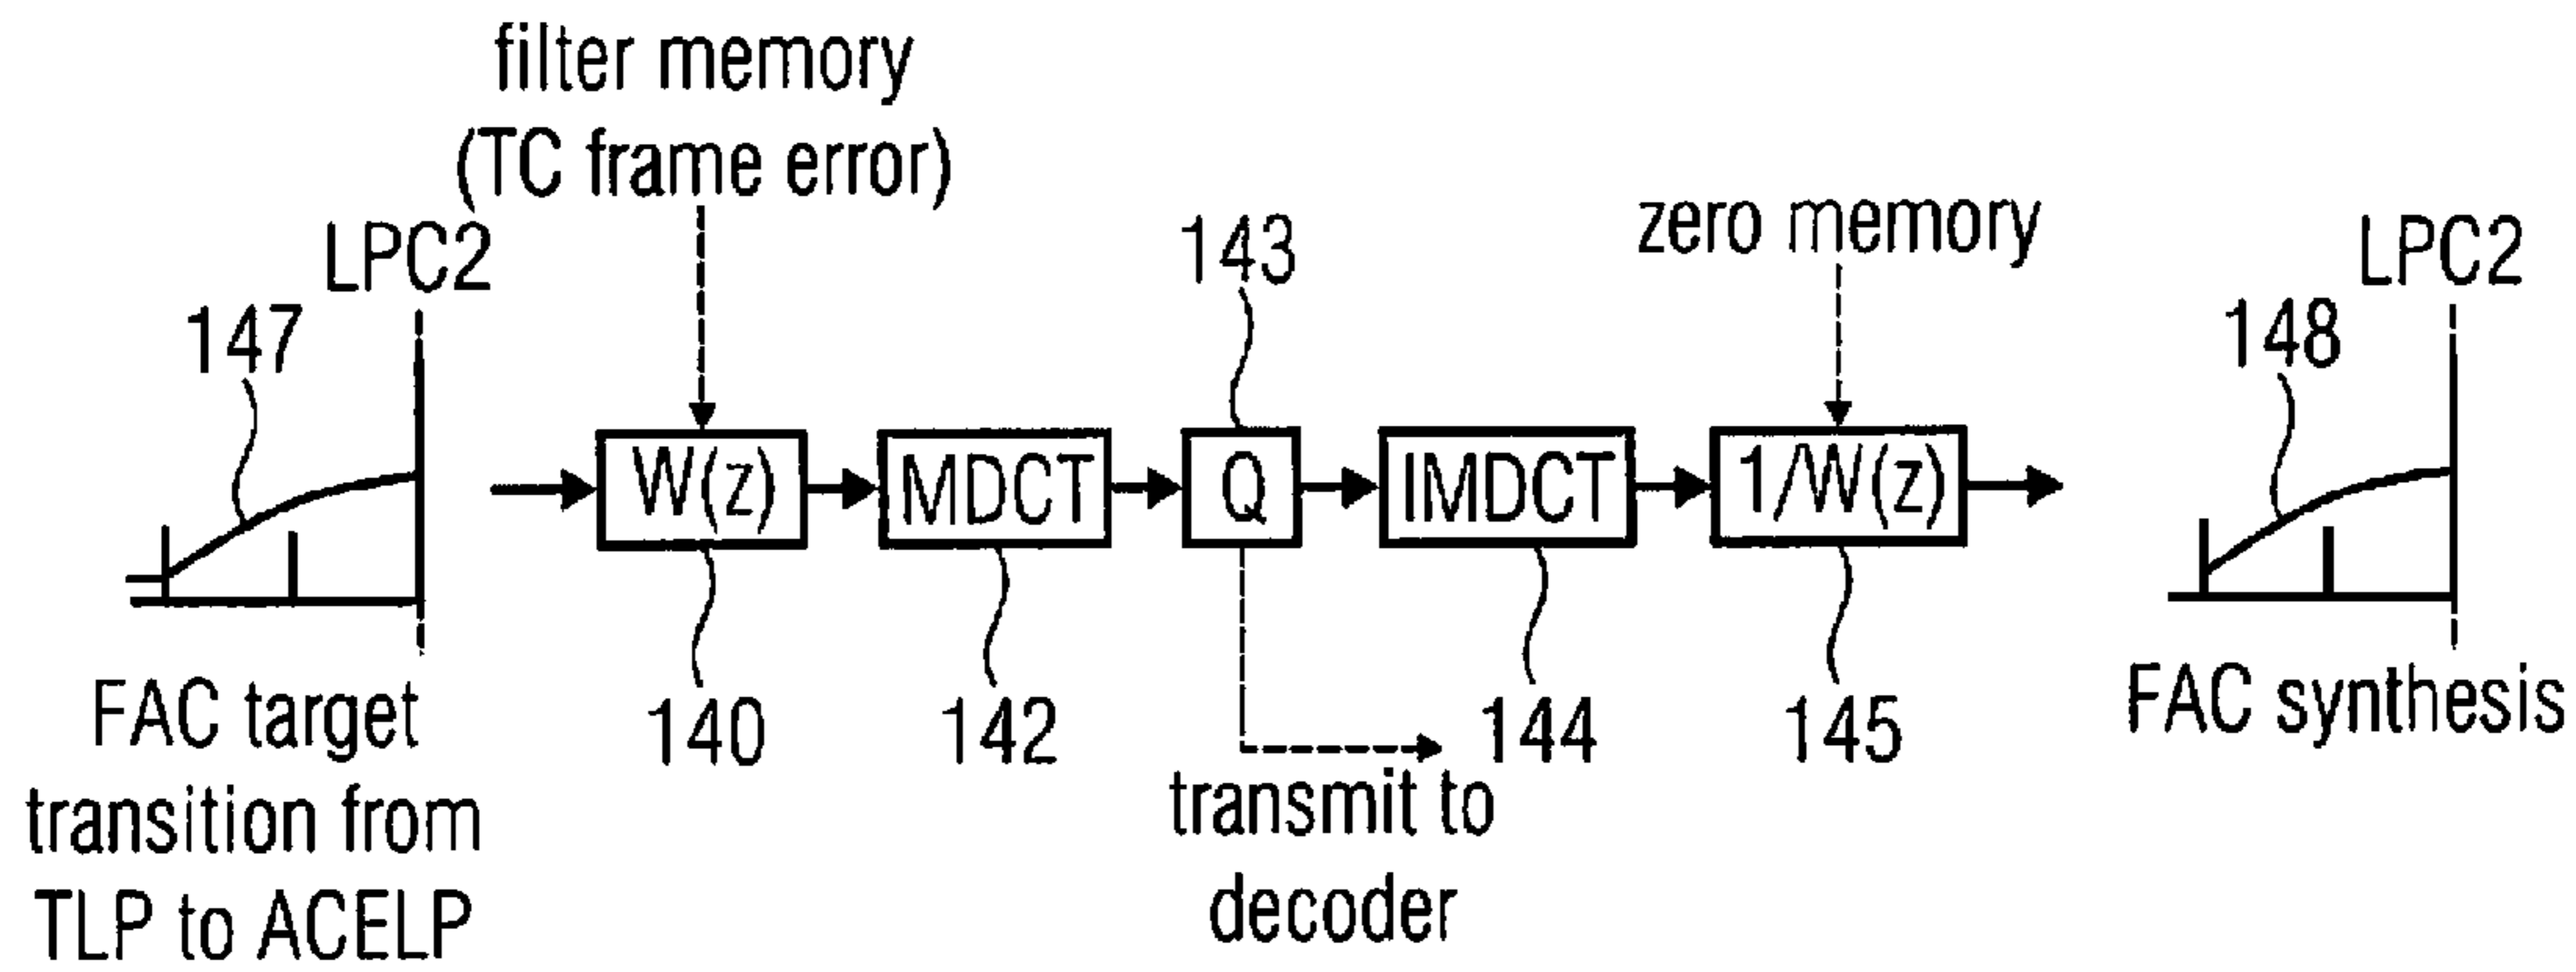 filter memory
(TC frame error)
LPC2
147
143
zero memory
LPC2
148
W(z)
MDCT
Q
IMDCT
1/W(z)
140
142
144
145
FAC target
transition from
TLP to ACELP
transmit to
decoder
FAC synthesis